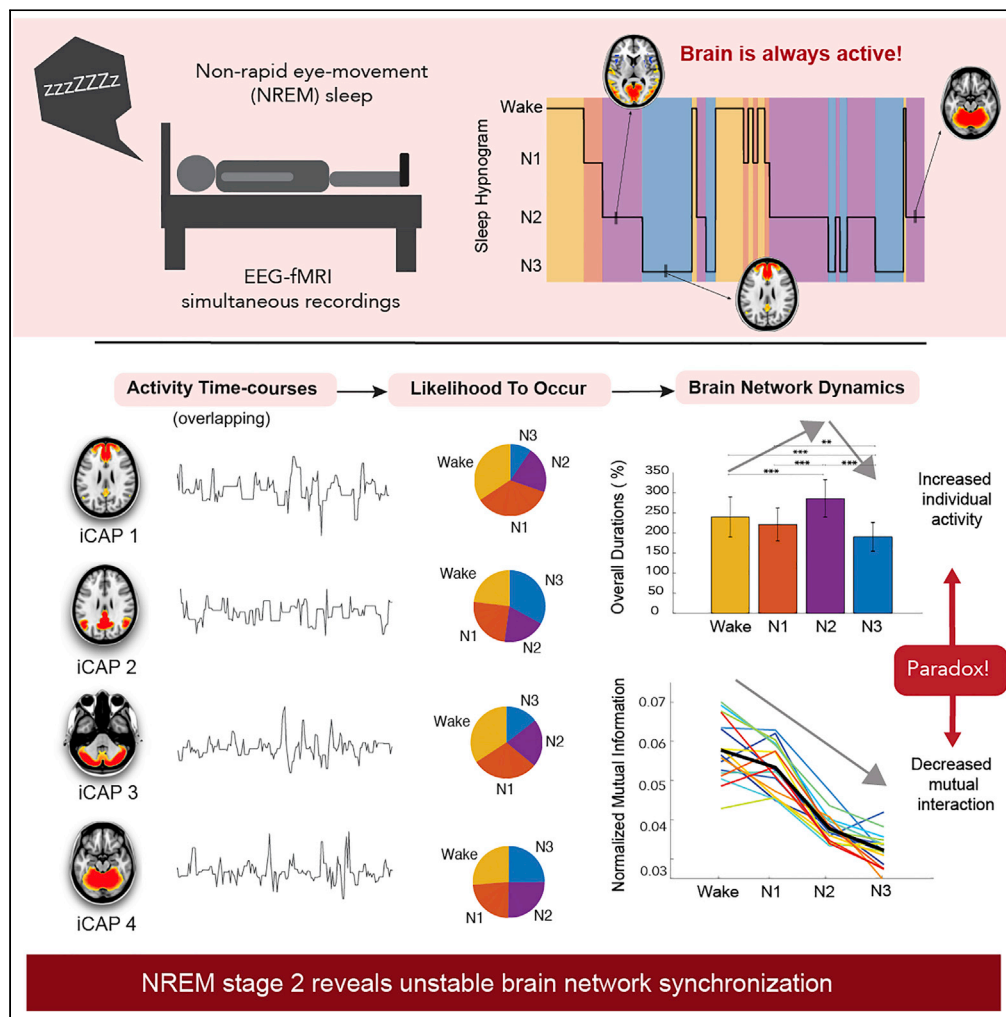 zzzZZZz
Non-rapid eye-movement
(NREM) sleep
EEG-fMRI
simultaneous recordings
Brain is always active!
Sleep Hypnogram
Wake
N1
N2
N3
Activity Time-courses
(overlapping)
Likelihood To Occur
Brain Network Dynamics
iCAP 1
Wake
N3
N2
N1
iCAP 2
Wake
N3
N1
N2
iCAP 3
Wake
N3
N2
N1
iCAP 4
Wake
N3
N1
N2
Overall Durations ( %)
350
300
250
200
150
100
50
0
**
***
*** ***
***
Wake N1 N2 N3
Increased
individual
activity
Paradox!
Decreased
mutual
interaction
Normalized Mutual Information
0.07
0.06
0.05
0.04
0.03
Wake N1 N2 N3
NREM stage 2 reveals unstable brain network synchronization